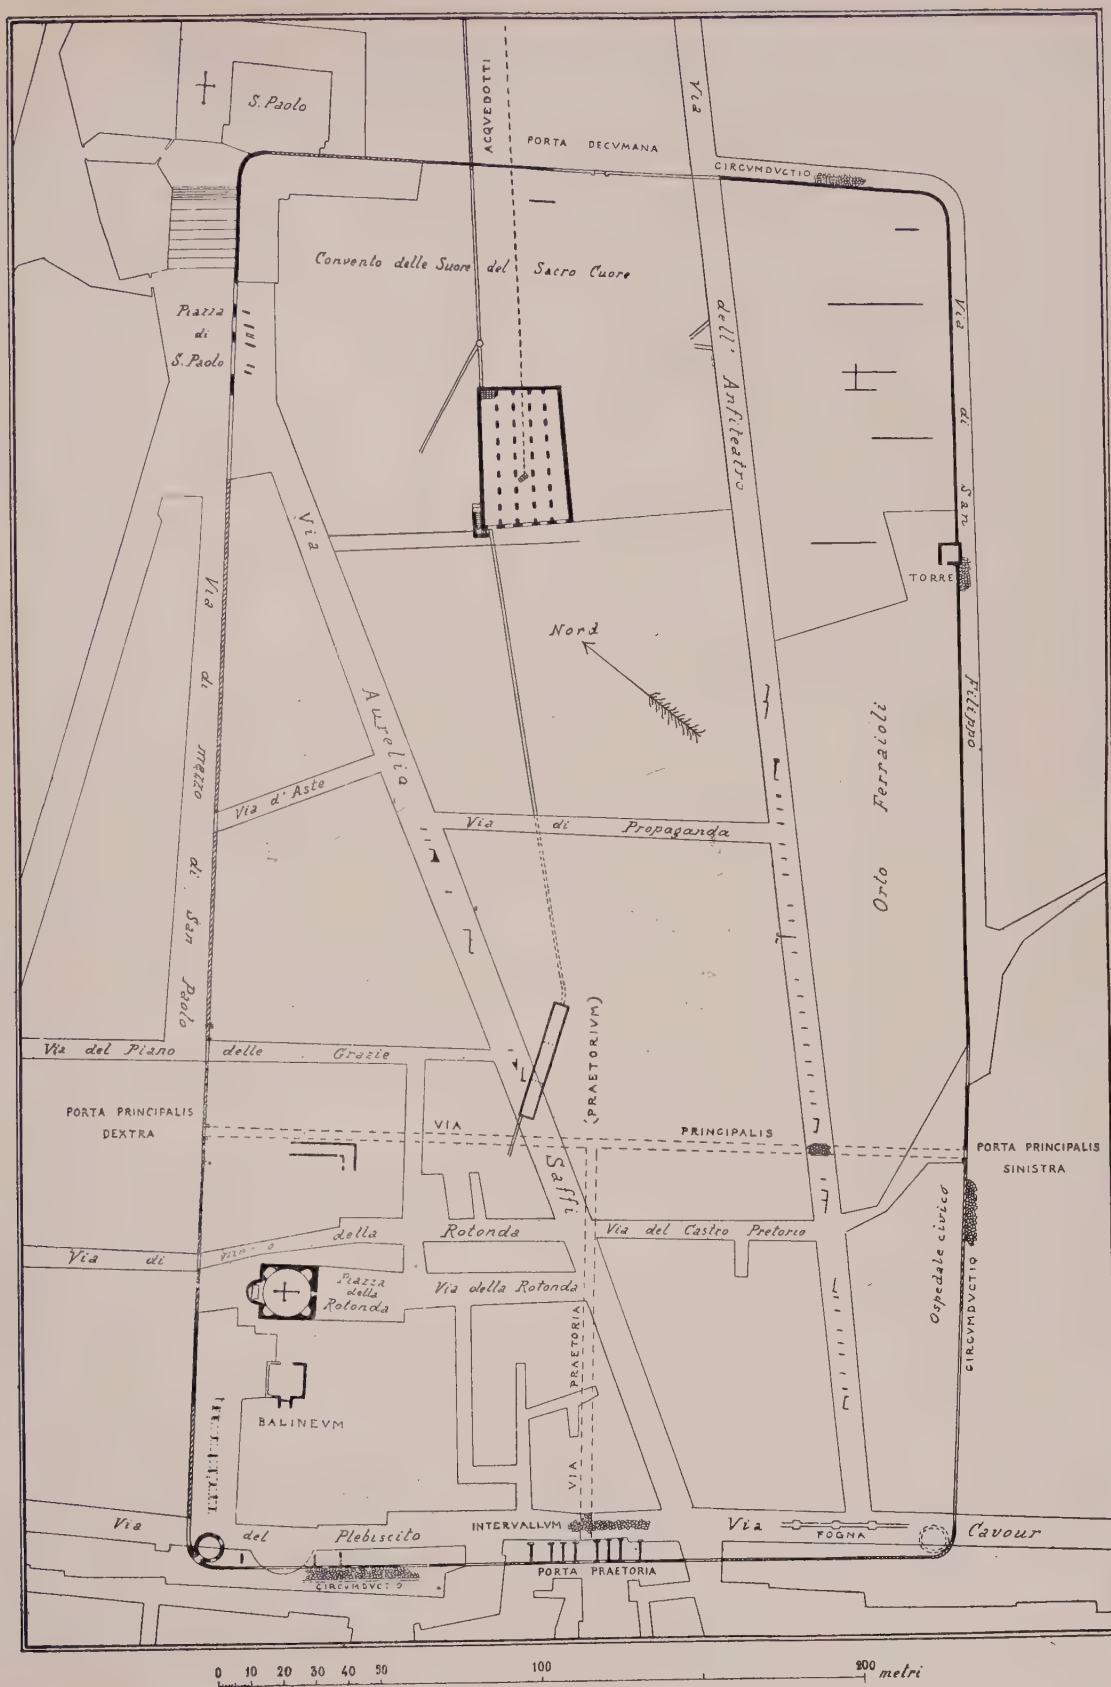 S. Paolo
ACQVEDOTTI
PORTA DECVMANA
Via
CIRCVMDVCTIO
Convento delle Suore del Sacro Cuore
Piazza
di
S. Paolo
dell' Anfiteatro
Via di San Filippo
TORRE
Via
Nord
Via di mezzo di San Paolo
Aurelia
Orto Ferraioli
Via d'Aste
Via di Propaganda
(PRAETORIVM)
Via del Piano delle Grazie
PORTA PRINCIPALIS
DEXTRA
VIA PRINCIPALIS
PORTA PRINCIPALIS
SINISTRA
Saffi
Ospedale civico
CIRCVMDVCTIO
Via di della Rotonda
Via del Castro Pretorio
Piazza
della
Rotonda
Via della Rotonda
VIA PRAETORIA
BALINEVM
Via del Plebiscito
INTERVALLVM
Via Cavour
FOGNA
PORTA PRAETORIA
CIRCVMDVCTIO
0 10 20 30 40 50 100 200 metri